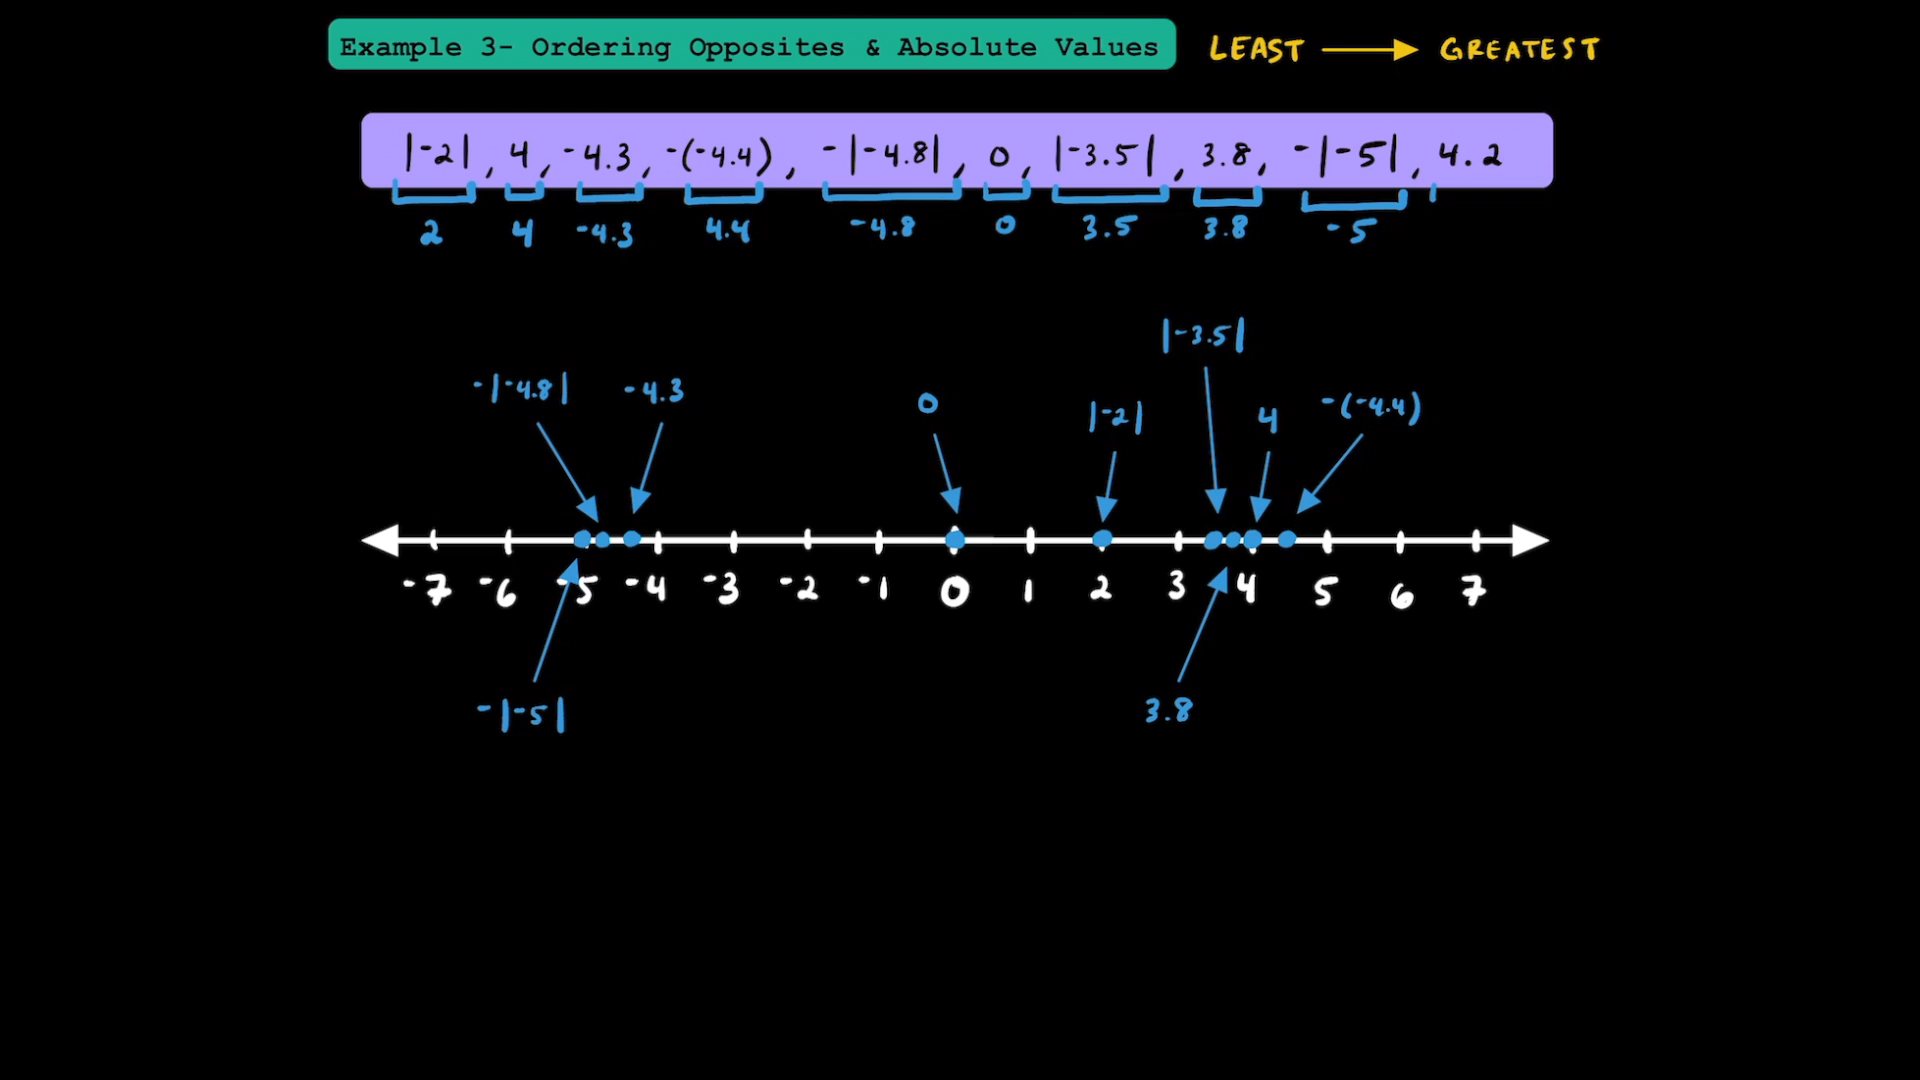 Example 3- Ordering Opposites & Absolute Values LEAST → GREATEST
|-2|, 4, -4.3, -(-4.4), -|-4.8|, 0, |-3.5|, 3.8, -|-5|, 4.2
2 4 -4.3 4.4 -4.8 0 3.5 3.8 -5
|-3.5|
-|-4.8| -4.3 0 |-2| 4 -(-4.4)
-7 -6 -5 -4 -3 -2 -1 0 1 2 3 4 5 6 7
-|-5| 3.8